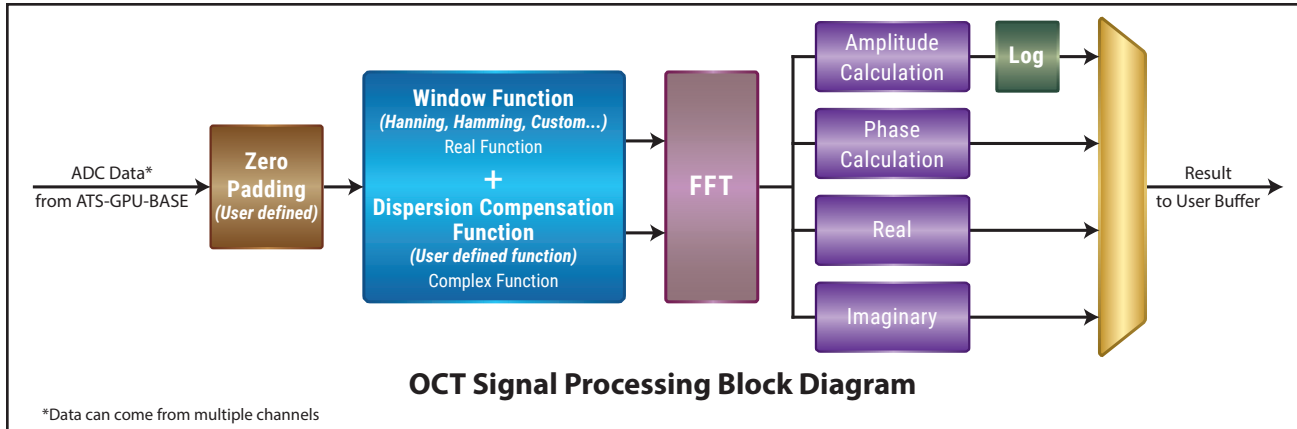 ADC Data*
from ATS-GPU-BASE
Zero
Padding
(User defined)
Window Function
(Hanning, Hamming, Custom...)
Real Function
+
Dispersion Compensation
Function
(User defined function)
Complex Function
FFT
Amplitude
Calculation
Log
Phase
Calculation
Real
Imaginary
Result
to User Buffer
OCT Signal Processing Block Diagram
*Data can come from multiple channels